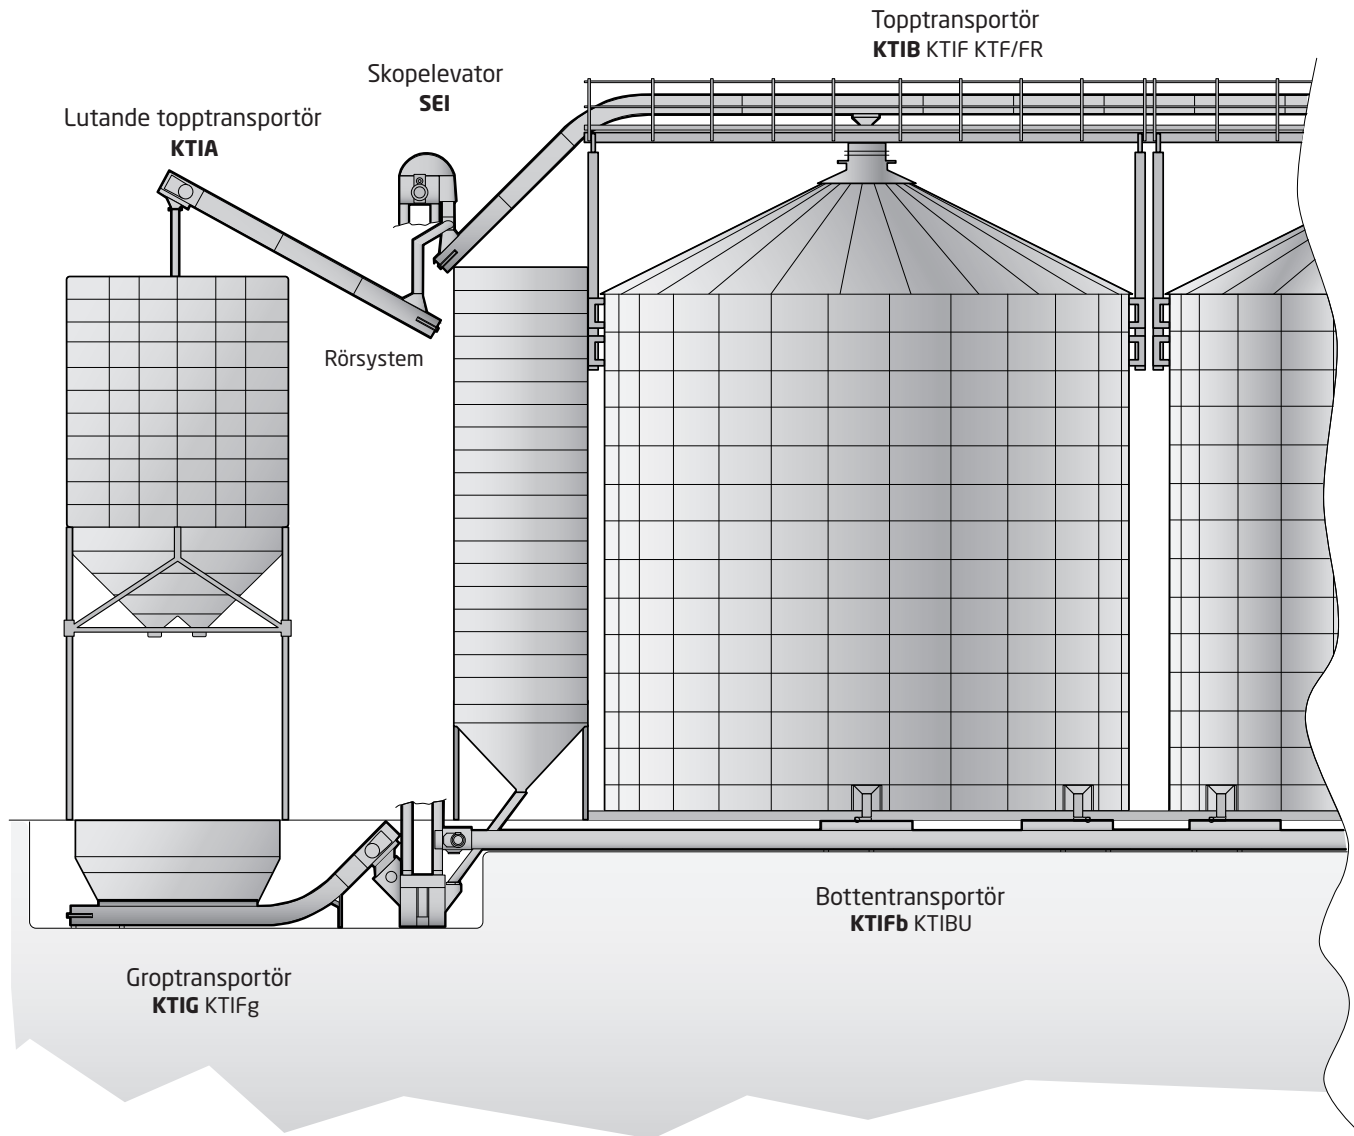 Topptransportör
KTIB KTIF KTF/FR
Skopelevator
SEI
Lutande topptransportör
KTIA
Rörsystem
Bottentransportör
KTIFb KTIBU
Groptransportör
KTIG KTIFg